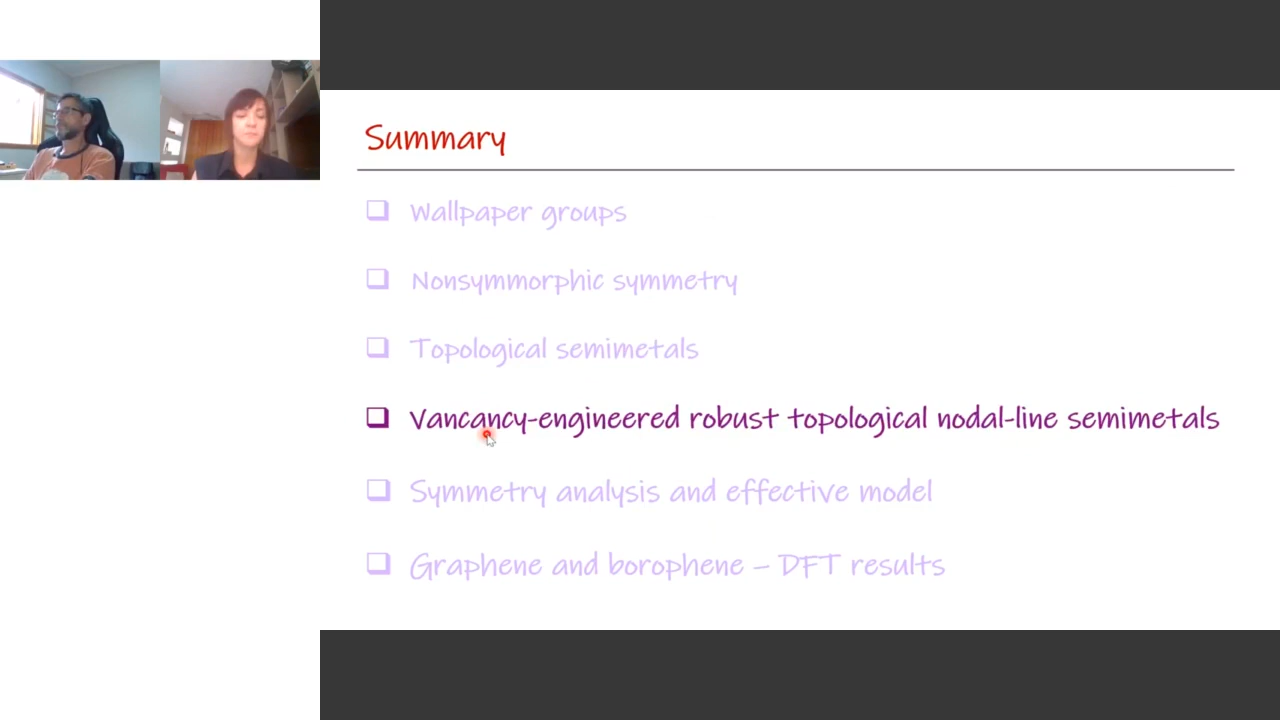 Summary
Wallpaper groups
Nonsymmorphic symmetry
Topological semimetals
Vancancy-engineered robust topological nodal-line semimetals
Symmetry analysis and effective model
Graphene and borophene – DFT results